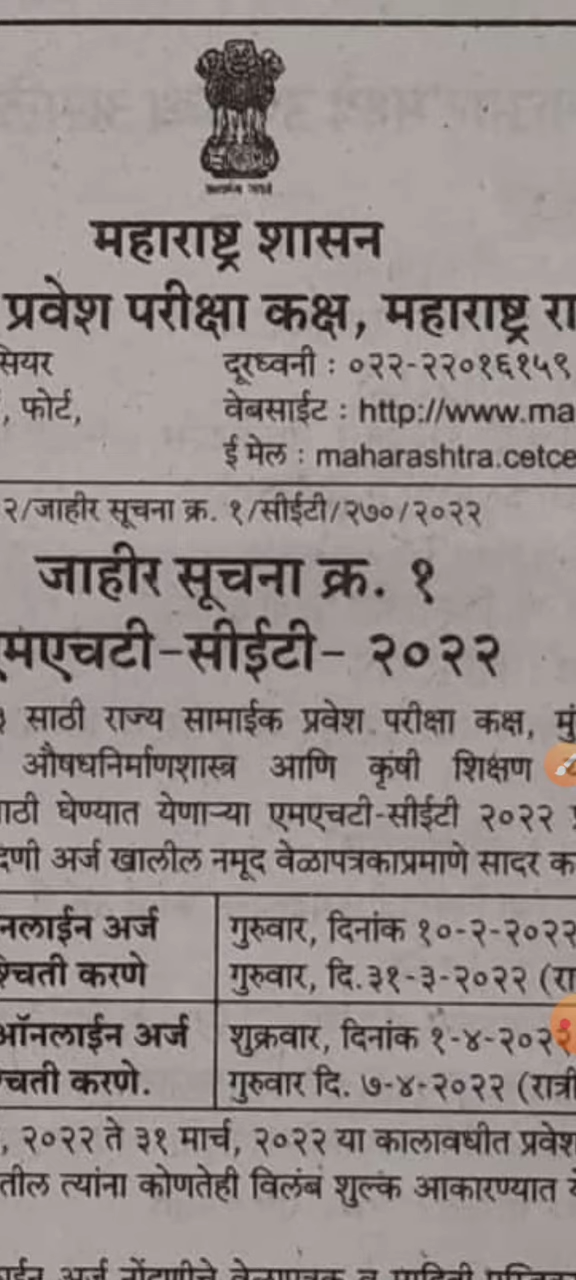 महाराष्ट्र शासन
प्रवेश परीक्षा कक्ष, महाराष्ट्र रा
सियर
दूरध्वनी : ०२२-२२०१६१५९
, फोर्ट,
वेबसाईट : http://www.ma
ई मेल : maharashtra.cetce
२/जाहीर सूचना क्र. १/सीईटी/२७०/२०२२
जाहीर सूचना क्र. १
एमएचटी-सीईटी- २०२२
साठी राज्य सामाईक प्रवेश परीक्षा कक्ष, मुं
औषधनिर्माणशास्त्र आणि कृषी शिक्षण
ाठी घेण्यात येणाऱ्या एमएचटी-सीईटी २०२२
दणी अर्ज खालील नमूद वेळापत्रकाप्रमाणे सादर क
नलाईन अर्ज
गुरुवार, दिनांक १०-२-२०२२
श्चिती करणे
गुरुवार, दि.३१-३-२०२२ (रा
ऑनलाईन अर्ज
शुक्रवार, दिनांक १-४-२०२२
श्चिती करणे.
गुरुवार दि. ७-४-२०२२ (रात्री
, २०२२ ते ३१ मार्च, २०२२ या कालावधीत प्रवेश
तील त्यांना कोणतेही विलंब शुल्क आकारण्यात